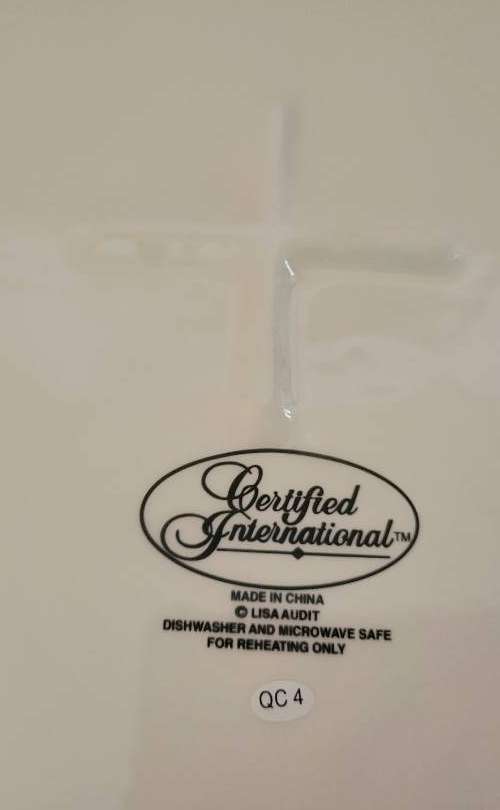 Certified
International™
MADE IN CHINA
© LISA AUDIT
DISHWASHER AND MICROWAVE SAFE
FOR REHEATING ONLY
QC 4